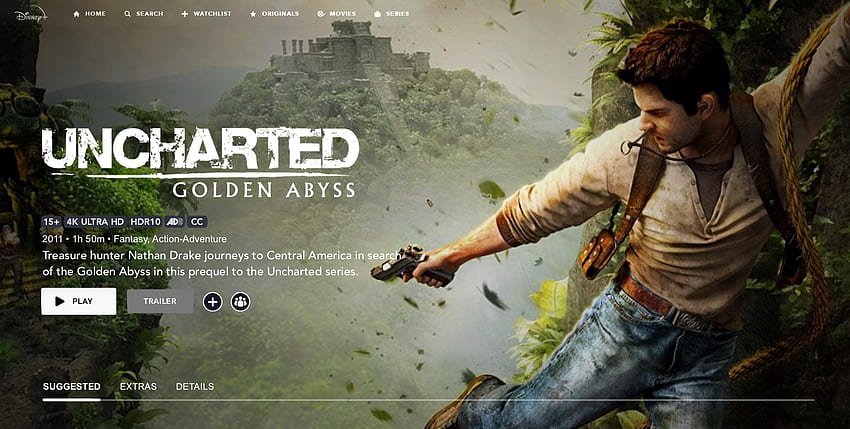 Disney+
HOME SEARCH WATCHLIST ORIGINALS MOVIES SERIES
UNCHARTED
GOLDEN ABYSS
15+ 4K ULTRA HD HDR10 AD CC
2011 • 1h 50m • Fantasy, Action-Adventure
Treasure hunter Nathan Drake journeys to Central America in search
of the Golden Abyss in this prequel to the Uncharted series.
PLAY TRAILER
SUGGESTED EXTRAS DETAILS